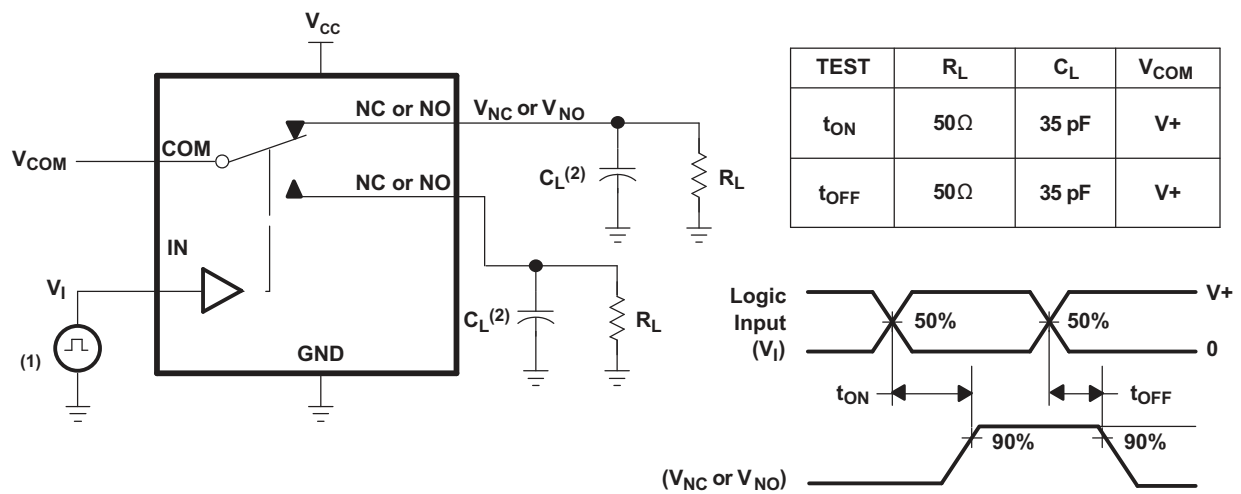 VCC
NC or NO
VNC or VNO
COM
VCOM
CL(2)
RL
NC or NO
IN
VI
CL(2)
RL
(1)
GND
TEST RL CL VCOM
tON 50Ω 35 pF V+
tOFF 50Ω 35 pF V+
Logic
Input
(VI)
V+
50%
50%
0
tON
tOFF
90%
90%
(VNC or VNO)